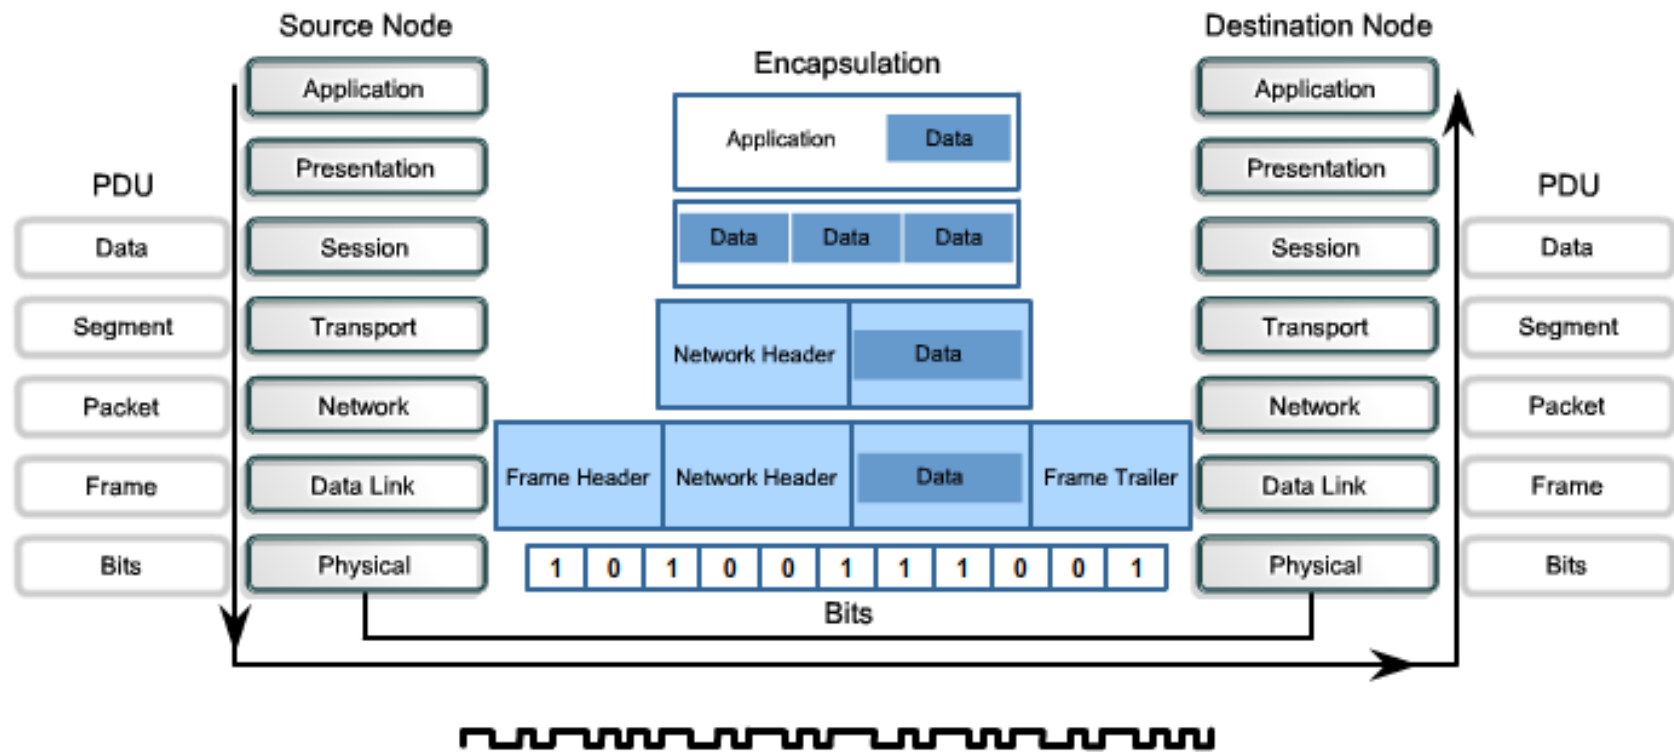 Source Node
Destination Node
Encapsulation
Application
Application Data
Application
Presentation
Presentation
PDU
PDU
Data
Session
Data Data Data
Session
Data
Segment
Transport
Network Header Data
Transport
Segment
Packet
Network
Network
Packet
Frame
Data Link
Frame Header Network Header Data Frame Trailer
Data Link
Frame
Bits
Physical
1 0 1 0 0 1 1 1 0 0 1
Physical
Bits
Bits